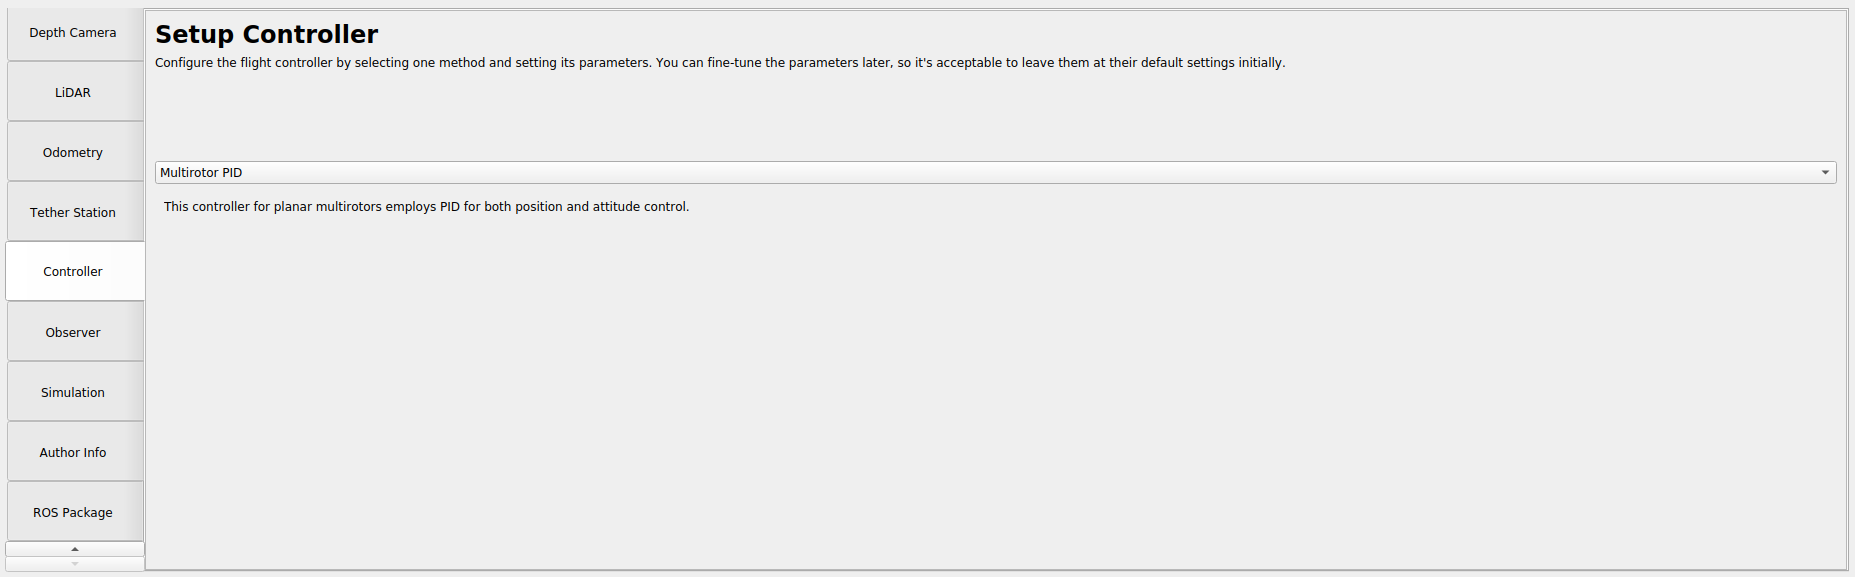 Depth Camera
LiDAR
Odometry
Tether Station
Controller
Observer
Simulation
Author Info
ROS Package
Setup Controller
Configure the flight controller by selecting one method and setting its parameters. You can fine-tune the parameters later, so it's acceptable to leave them at their default settings initially.
Multirotor PID
This controller for planar multirotors employs PID for both position and attitude control.